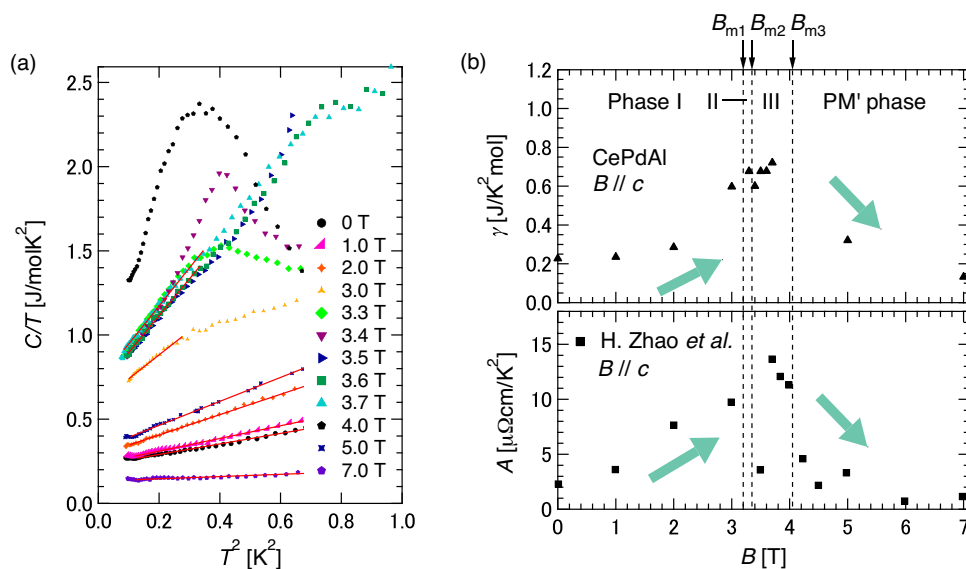 (a)
C/T [J/molK²]
2.5
2.0
1.5
1.0
0.5
0.0
0.0 0.2 0.4 0.6 0.8 1.0
T² [K²]
0 T
1.0 T
2.0 T
3.0 T
3.3 T
3.4 T
3.5 T
3.6 T
3.7 T
4.0 T
5.0 T
7.0 T
Bm1 Bm2 Bm3
(b)
γ [J/K²mol]
1.2
1.0
0.8
0.6
0.4
0.2
0.0
Phase I II III PM' phase
CePdAl
B // c
A [μΩcm/K²]
15
10
5
0
H. Zhao et al.
B // c
0 1 2 3 4 5 6 7
B [T]